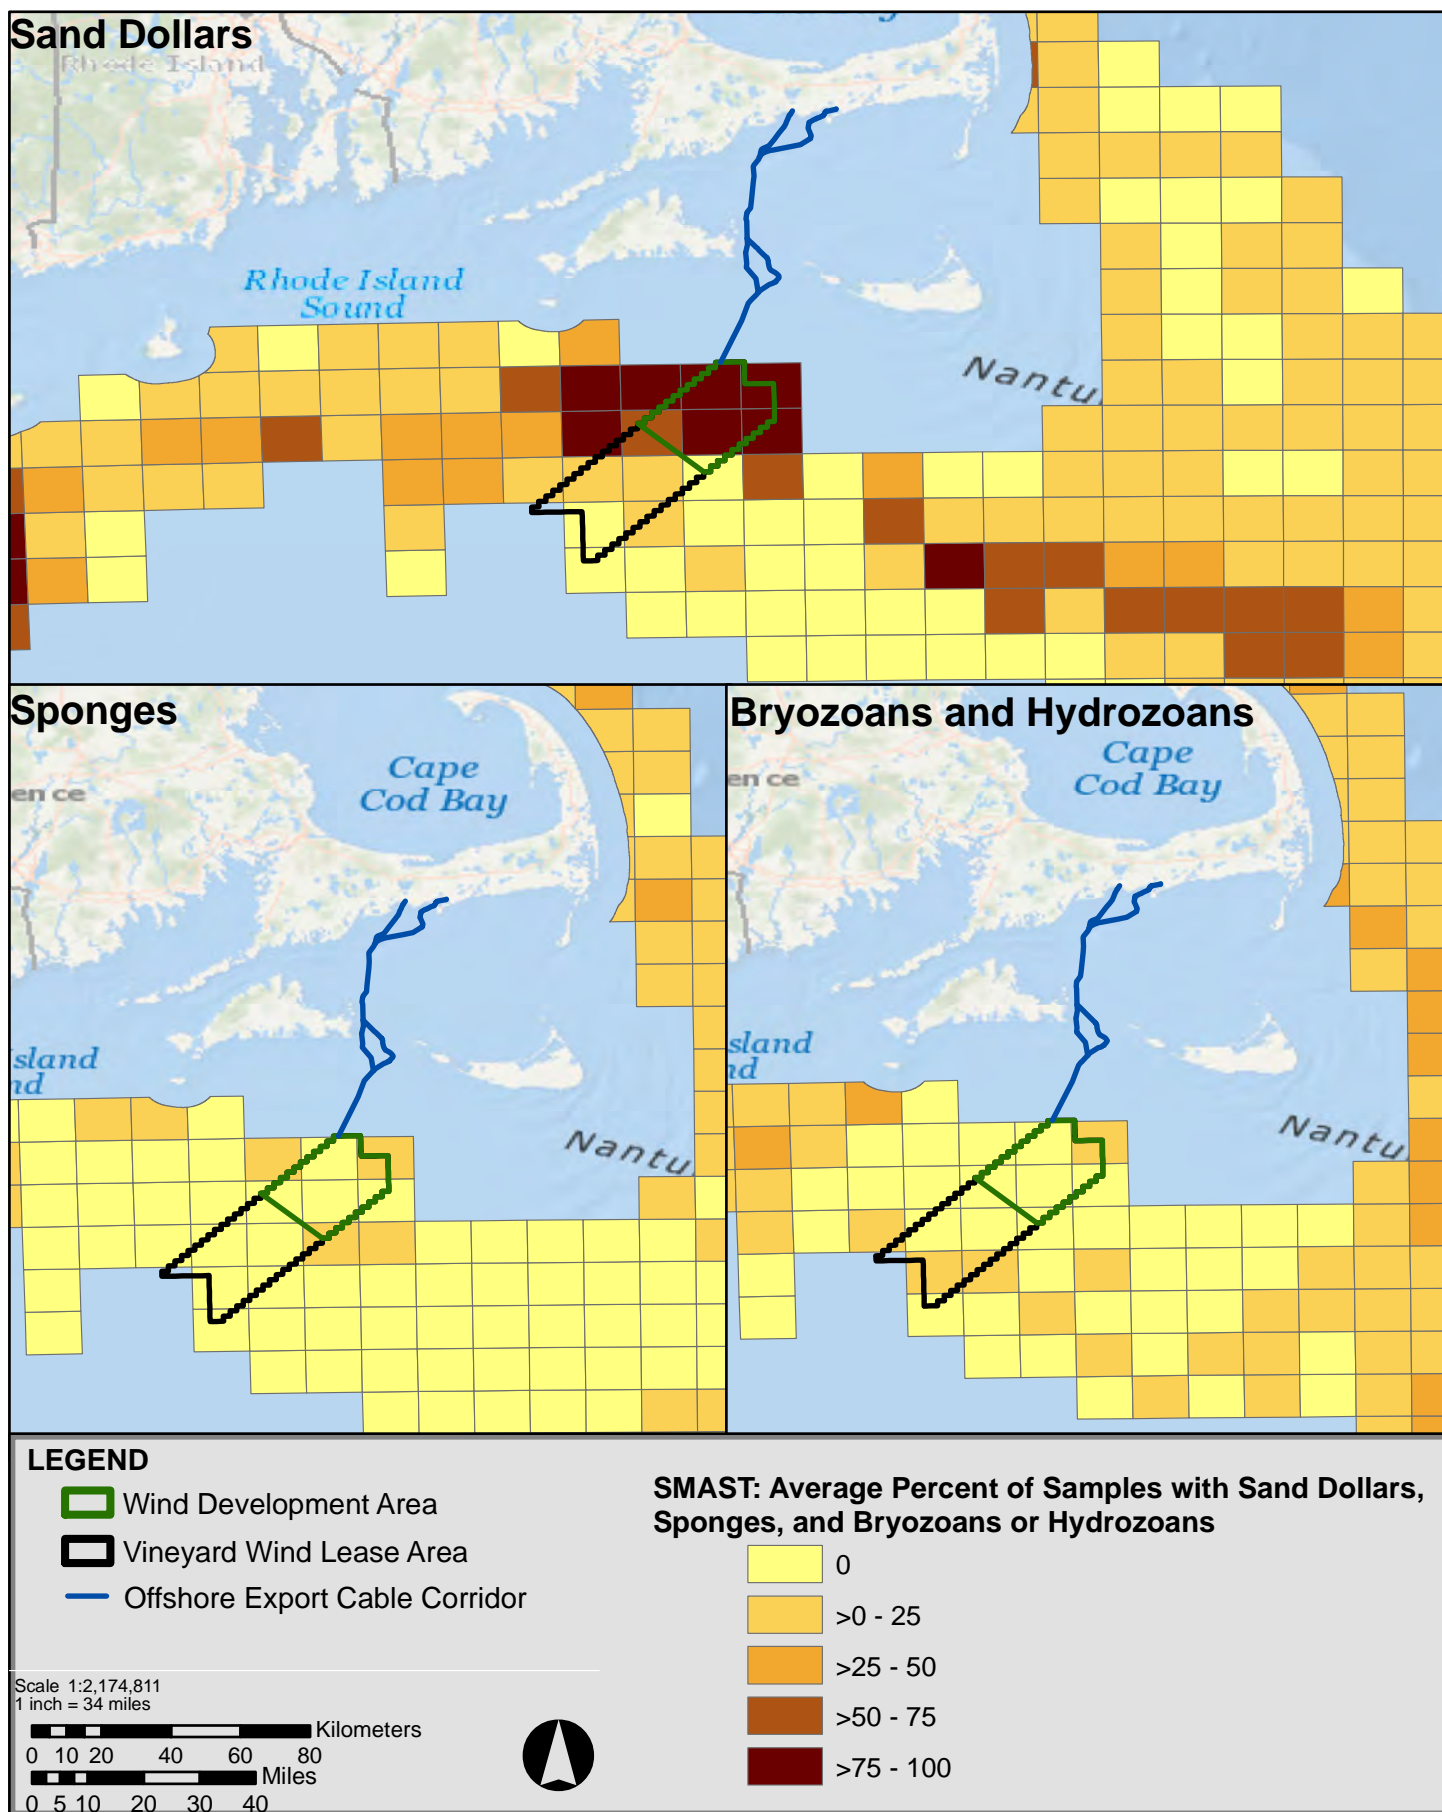 Sand Dollars
Rhode Island
Rhode Island
Sound
Nantu
Sponges
Cape
Cod Bay
en ce
sland
nd
Nantu
Bryozoans and Hydrozoans
Cape
Cod Bay
en ce
sland
nd
Nantu
LEGEND
Wind Development Area
Vineyard Wind Lease Area
Offshore Export Cable Corridor
SMAST: Average Percent of Samples with Sand Dollars,
Sponges, and Bryozoans or Hydrozoans
0
>0 - 25
>25 - 50
>50 - 75
>75 - 100
Scale 1:2,174,811
1 inch = 34 miles
Kilometers
0 10 20 40 60 80
Miles
0 5 10 20 30 40